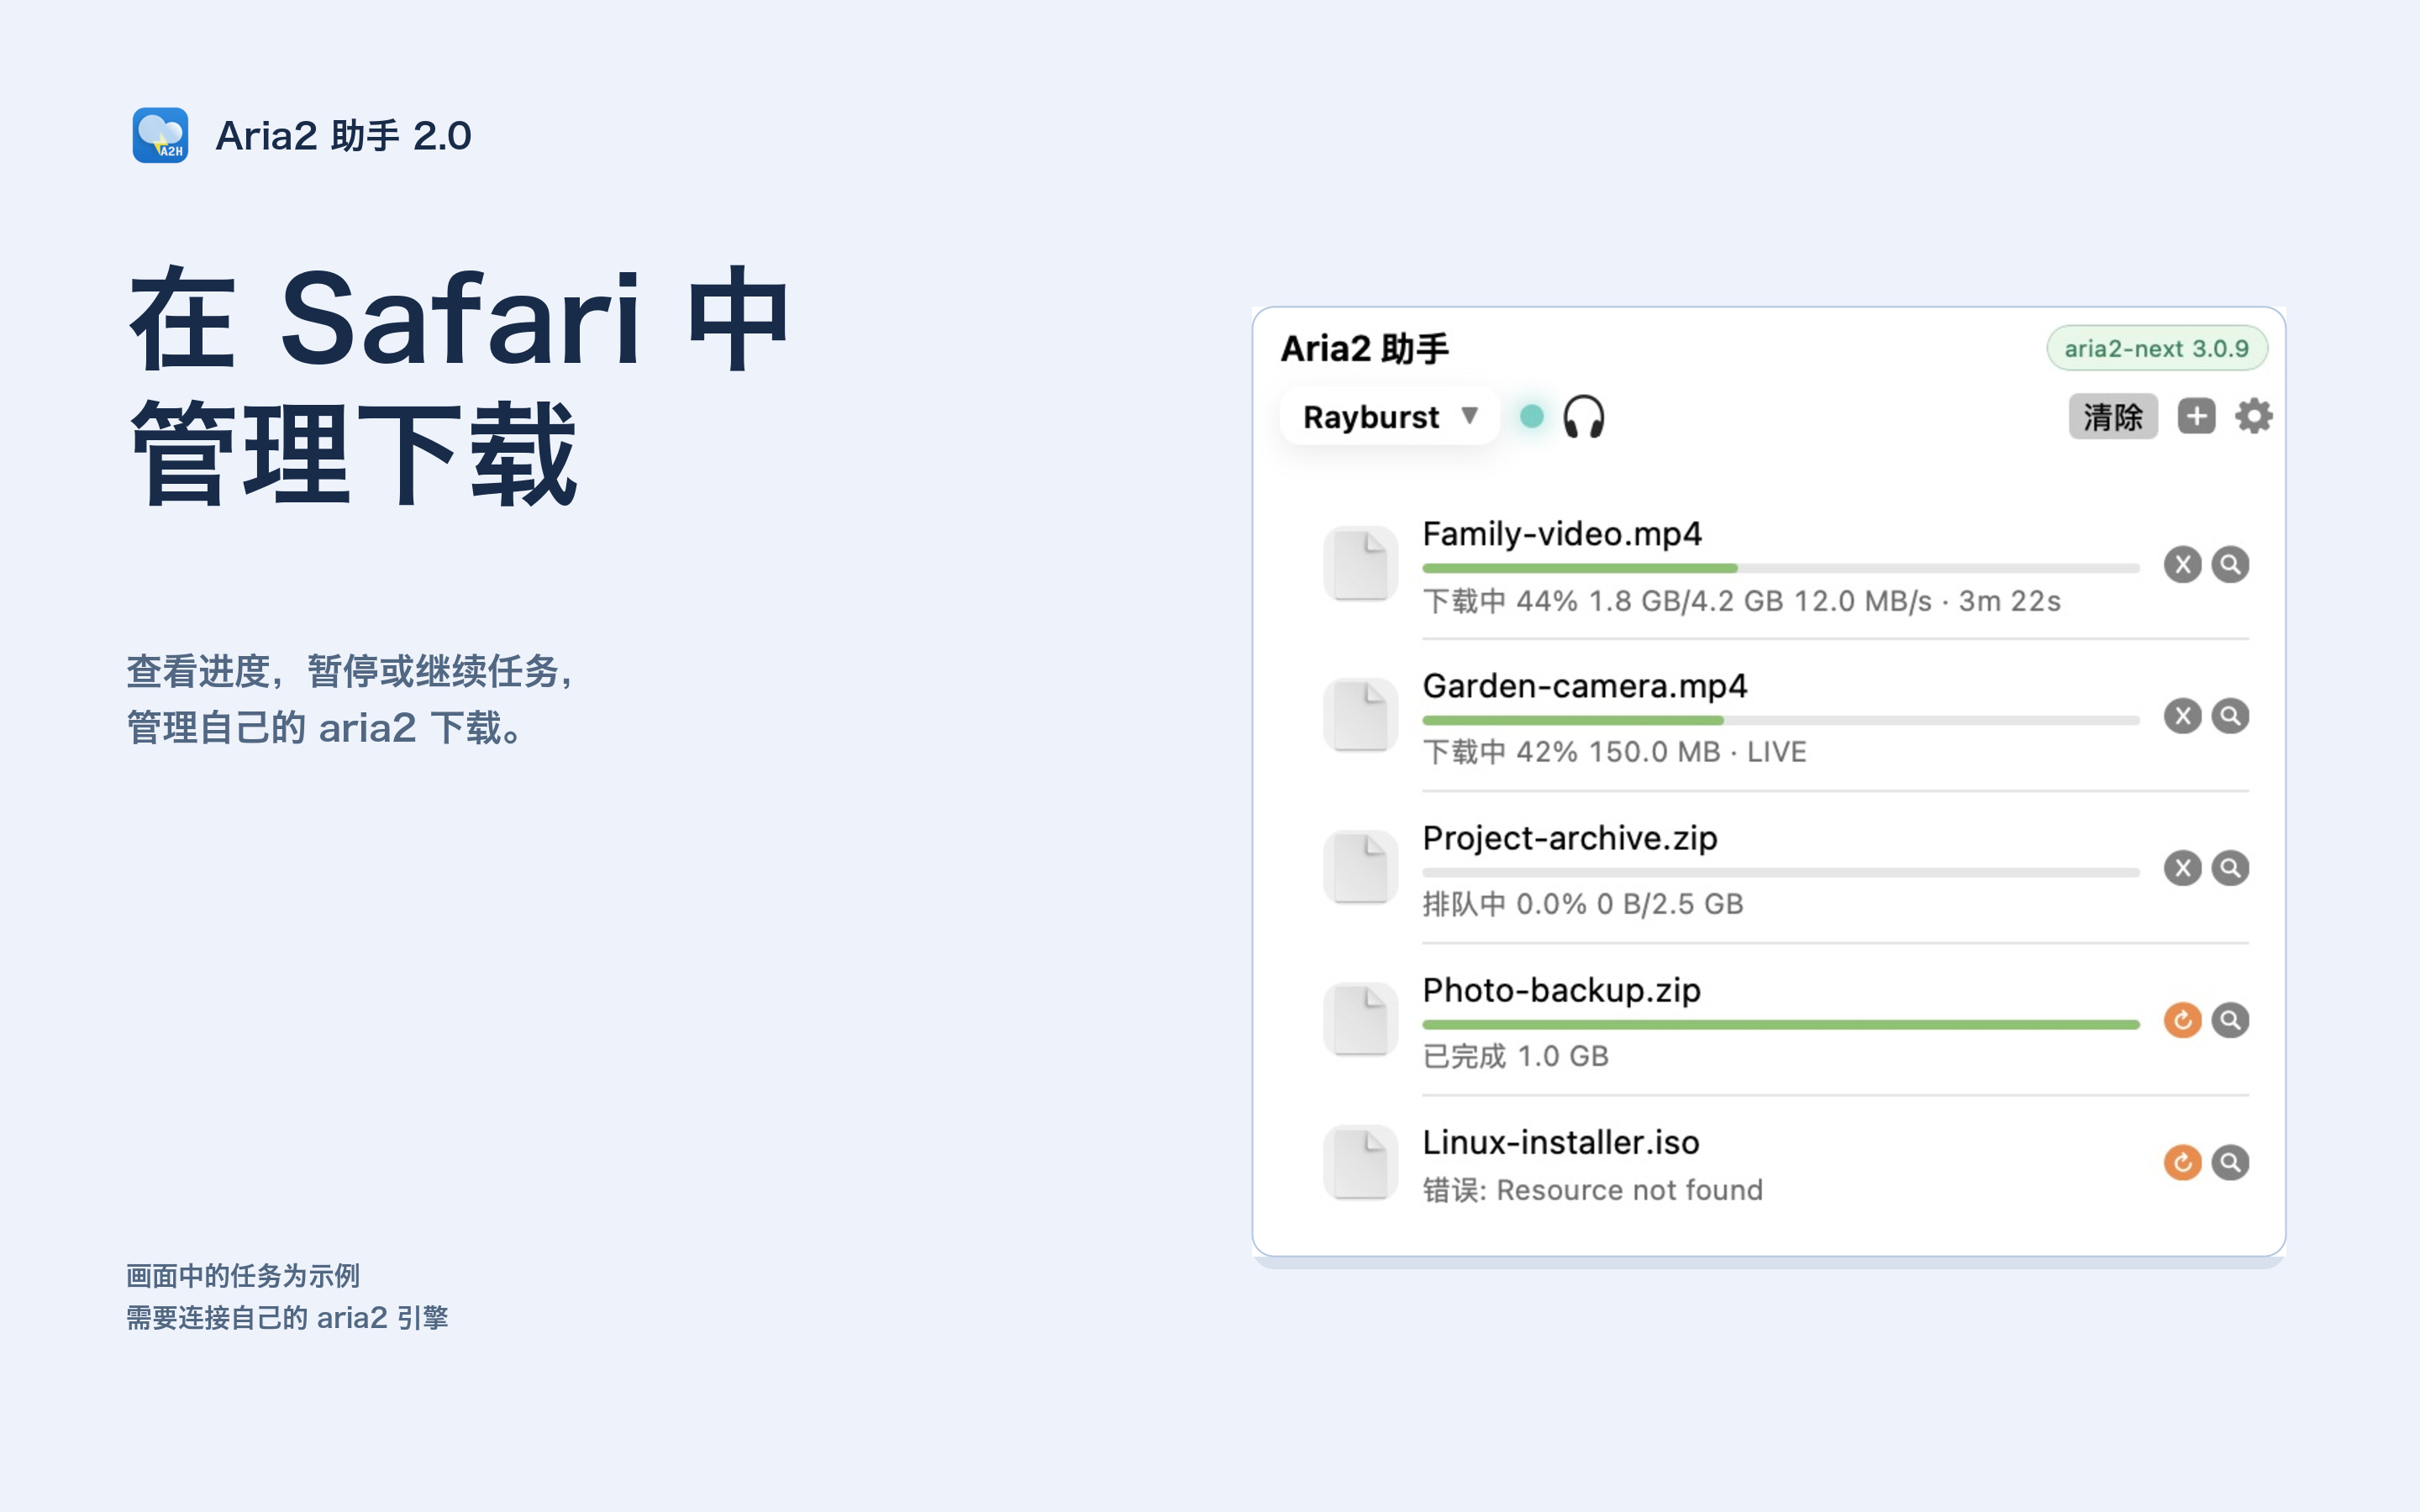 A2H
Aria2 助手 2.0
在 Safari 中
管理下载
查看进度，暂停或继续任务，
管理自己的 aria2 下载。
画面中的任务为示例
需要连接自己的 aria2 引擎
Aria2 助手
aria2-next 3.0.9
Rayburst ▼
清除
Family-video.mp4
下载中 44% 1.8 GB/4.2 GB 12.0 MB/s · 3m 22s
Garden-camera.mp4
下载中 42% 150.0 MB · LIVE
Project-archive.zip
排队中 0.0% 0 B/2.5 GB
Photo-backup.zip
已完成 1.0 GB
Linux-installer.iso
错误: Resource not found